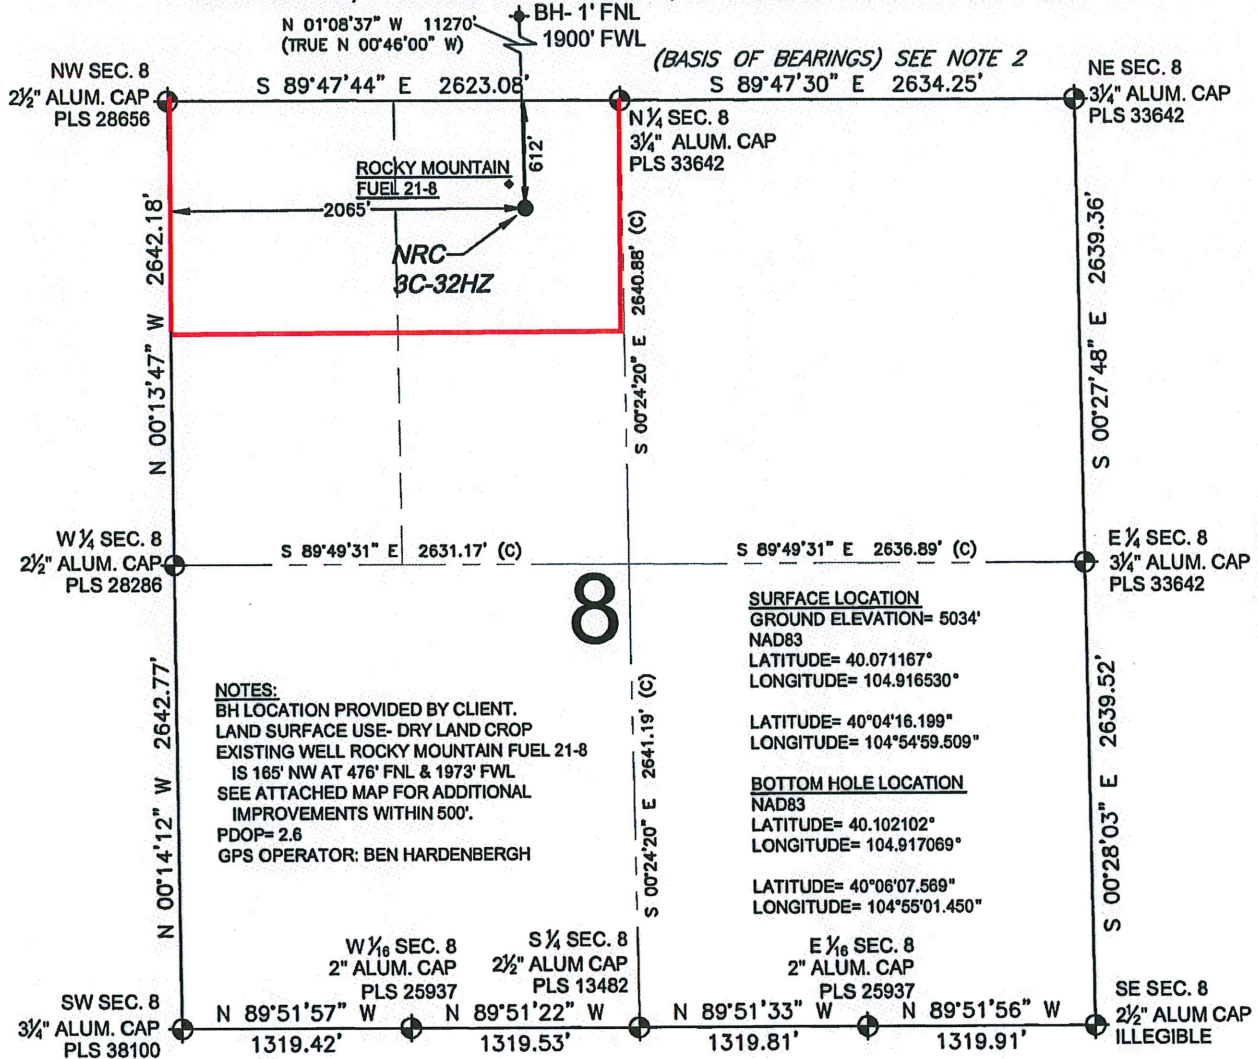 N 01°08'37" W 11270'
(TRUE N 00°46'00" W)
BH- 1' FNL
1900' FWL
(BASIS OF BEARINGS) SEE NOTE 2
NW SEC. 8
2½" ALUM. CAP
PLS 28656
S 89°47'44" E 2623.08'
S 89°47'30" E 2634.25'
NE SEC. 8
3¼" ALUM. CAP
PLS 33642
N ¼ SEC. 8
3¼" ALUM. CAP
PLS 33642
612'
ROCKY MOUNTAIN
FUEL 21-8
2065'
NRC
3C-32HZ
N 00°13'47" W 2642.18'
S 00°24'20" E 2640.88' (C)
S 00°27'48" E 2639.36'
W ¼ SEC. 8
2½" ALUM. CAP
PLS 28286
S 89°49'31" E 2631.17' (C)
S 89°49'31" E 2636.89' (C)
E ¼ SEC. 8
3¼" ALUM. CAP
PLS 33642
8
SURFACE LOCATION
GROUND ELEVATION= 5034'
NAD83
LATITUDE= 40.071167°
LONGITUDE= 104.916530°
LATITUDE= 40°04'16.199"
LONGITUDE= 104°54'59.509"
BOTTOM HOLE LOCATION
NAD83
LATITUDE= 40.102102°
LONGITUDE= 104.917069°
LATITUDE= 40°06'07.569"
LONGITUDE= 104°55'01.450"
NOTES:
BH LOCATION PROVIDED BY CLIENT.
LAND SURFACE USE- DRY LAND CROP
EXISTING WELL ROCKY MOUNTAIN FUEL 21-8
IS 165' NW AT 476' FNL & 1973' FWL
SEE ATTACHED MAP FOR ADDITIONAL
IMPROVEMENTS WITHIN 500'.
PDOP= 2.6
GPS OPERATOR: BEN HARDENBERGH
N 00°14'12" W 2642.77'
S 00°24'20" E 2641.19' (C)
S 00°28'03" E 2639.52'
W 1⁄16 SEC. 8
2" ALUM. CAP
PLS 25937
S ¼ SEC. 8
2½" ALUM CAP
PLS 13482
E 1⁄16 SEC. 8
2" ALUM. CAP
PLS 25937
SW SEC. 8
3¼" ALUM. CAP
PLS 38100
N 89°51'57" W
1319.42'
N 89°51'22" W
1319.53'
N 89°51'33" W
1319.81'
N 89°51'56" W
1319.91'
SE SEC. 8
2½" ALUM CAP
ILLEGIBLE